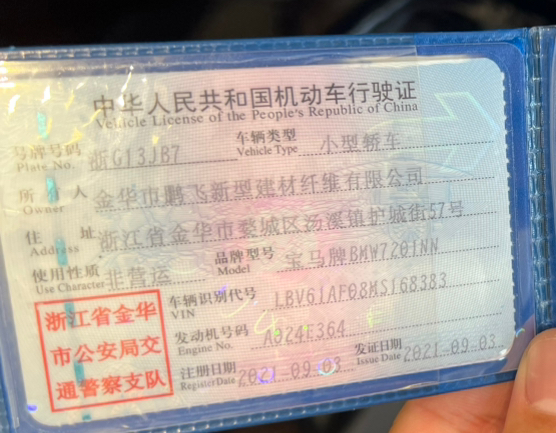 中华人民共和国机动车行驶证
Vehicle License of the People's Republic of China
号牌号码 浙G13JB7 车辆类型 小型轿车
Plate No. Vehicle Type
所有人 金华市鹏飞新型建材纤维有限公司
Owner
住址 浙江省金华市婺城区汤溪镇护城街57号
Address
使用性质 非营运 品牌型号 宝马牌BMW7201NN
Use Character Model
浙江省金华
市公安局交
通警察支队
车辆识别代号 LBV61AF08MS168383
VIN
发动机号码 A024F364
Engine No.
注册日期 2021-09-03 发证日期 2021-09-03
Register Date Issue Date